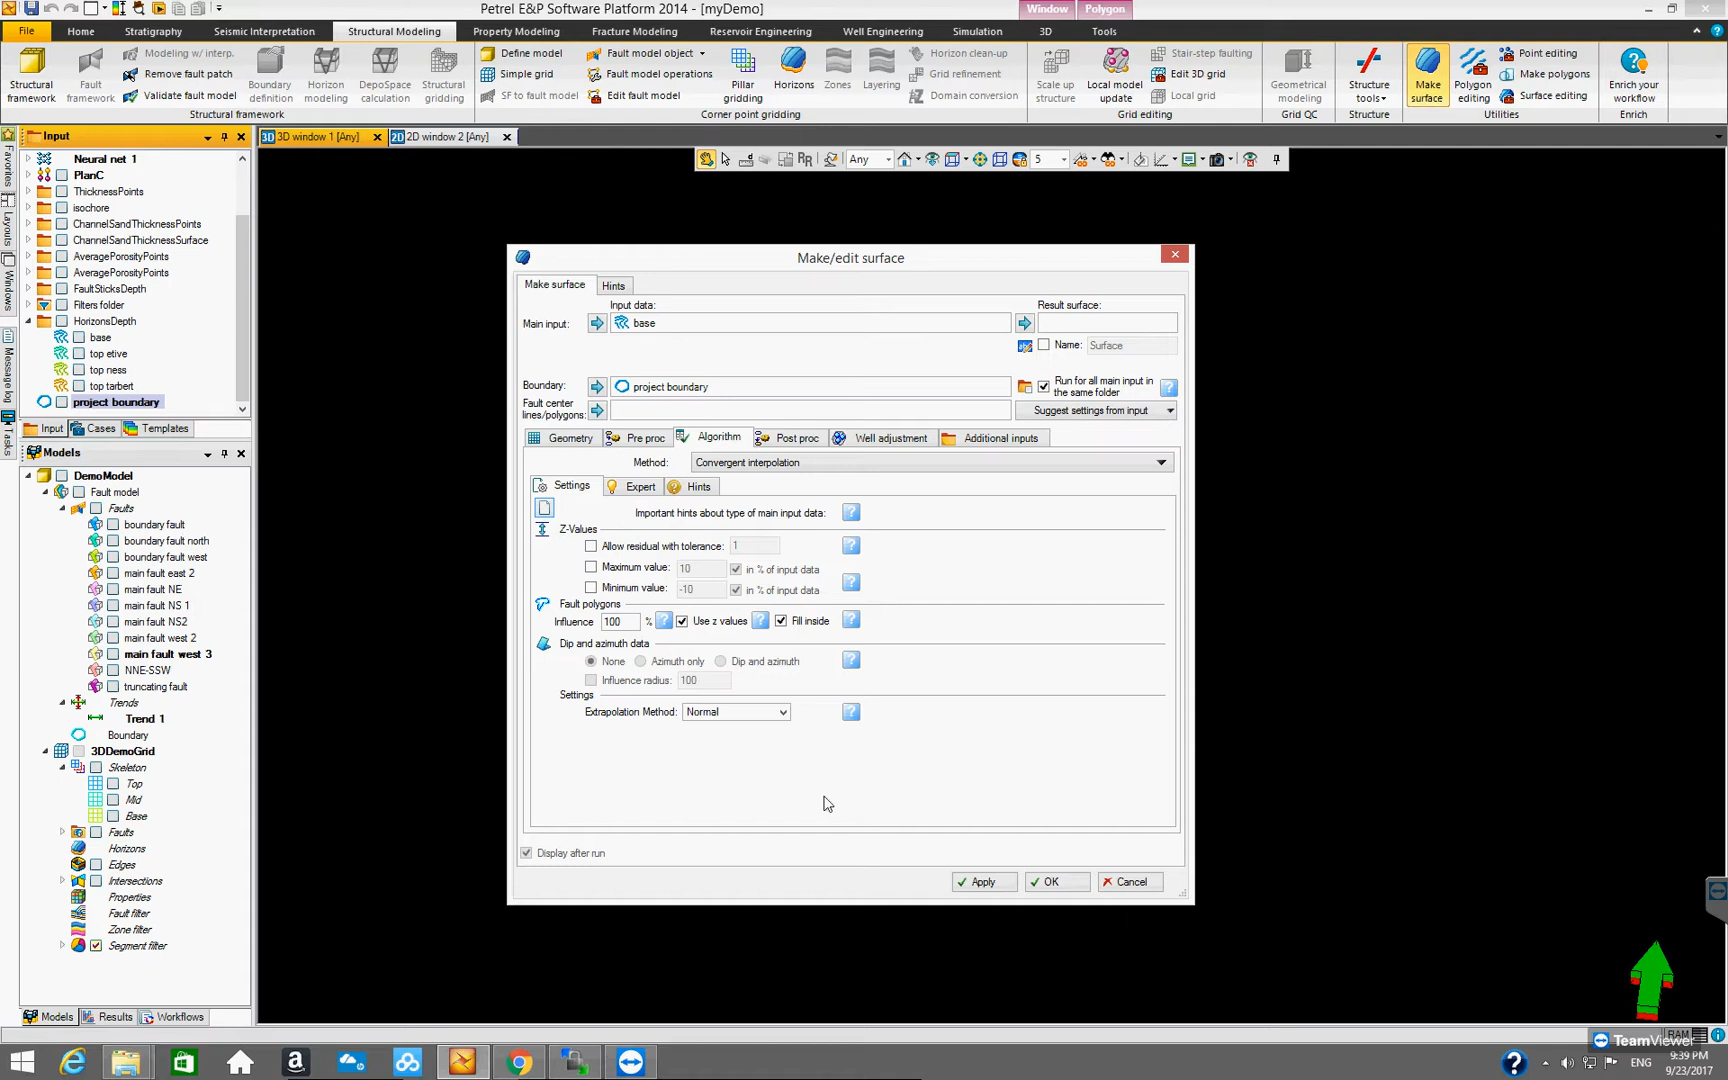 Petrel E&P Software Platform 2014 - [myDemo]
Window Polygon
File Home Stratigraphy Seismic Interpretation Structural Modeling Property Modeling Fracture Modeling Reservoir Engineering Well Engineering Simulation 3D Tools
Structural framework
Fault framework
Modeling w/ interp.
Remove fault patch
Validate fault model
Boundary definition
Horizon modeling
DepoSpace calculation
Structural gridding
Define model
Simple grid
SF to fault model
Fault model object
Fault model operations
Edit fault model
Pillar gridding
Horizons
Zones
Layering
Horizon clean-up
Grid refinement
Domain conversion
Scale up structure
Local model update
Stair-step faulting
Edit 3D grid
Local grid
Geometrical modeling
Structure tools
Make surface
Polygon editing
Point editing
Make polygons
Surface editing
Enrich your workflow
Structural framework Corner point gridding Grid editing Grid QC Structure Utilities Enrich
Favorites
Layouts
Windows
Message log
Tasks
Input
Neural net 1
PlanC
ThicknessPoints
isochore
ChannelSandThicknessPoints
ChannelSandThicknessSurface
AveragePorosityPoints
AveragePorosityPoints
FaultSticksDepth
Filters folder
HorizonsDepth
base
top etive
top ness
top tarbert
project boundary
Input Cases Templates
Models
DemoModel
Fault model
Faults
boundary fault
boundary fault north
boundary fault west
main fault east 2
main fault NE
main fault NS 1
main fault NS2
main fault west 2
main fault west 3
NNE-SSW
truncating fault
Trends
Trend 1
Boundary
3DDemoGrid
Skeleton
Top
Mid
Base
Faults
Horizons
Edges
Intersections
Properties
Fault filter
Zone filter
Segment filter
Models Results Workflows
3D 3D window 1 [Any] 2D 2D window 2 [Any]
Any 5
Make/edit surface
Make surface Hints
Input data: Result surface:
Main input: base
Name: Surface
Boundary: project boundary
Run for all main input in the same folder
Fault center lines/polygons:
Suggest settings from input
Geometry Pre proc Algorithm Post proc Well adjustment Additional inputs
Method: Convergent interpolation
Settings Expert Hints
Important hints about type of main input data:
Z-Values
Allow residual with tolerance: 1
Maximum value: 10 in % of input data
Minimum value: -10 in % of input data
Fault polygons
Influence 100 % Use z values Fill inside
Dip and azimuth data
None Azimuth only Dip and azimuth
Influence radius: 100
Settings
Extrapolation Method: Normal
Display after run
Apply OK Cancel
RAM
TeamViewer
ENG
9:39 PM
9/23/2017